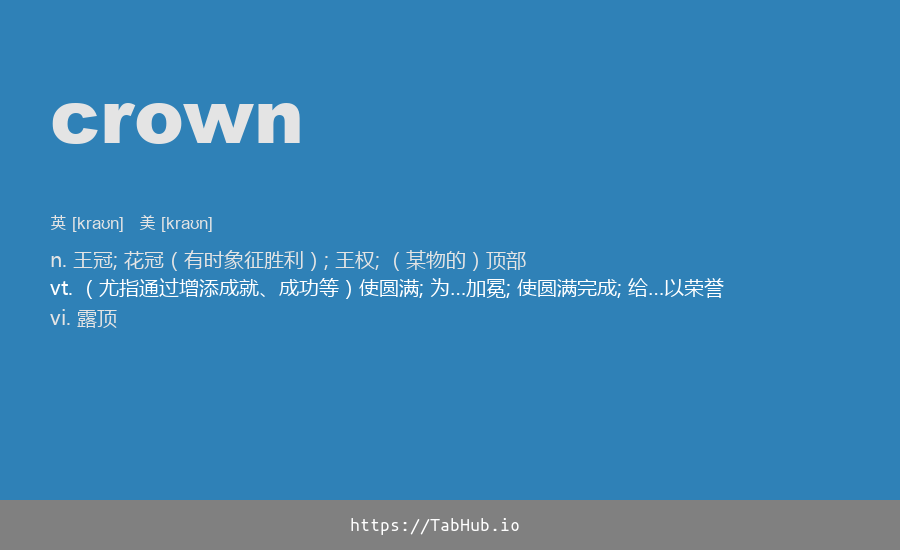 crown
英 [kraʊn] 美 [kraʊn]
n. 王冠; 花冠（有时象征胜利）; 王权; （某物的）顶部
vt. （尤指通过增添成就、成功等）使圆满; 为…加冕; 使圆满完成; 给…以荣誉
vi. 露顶
https://TabHub.io